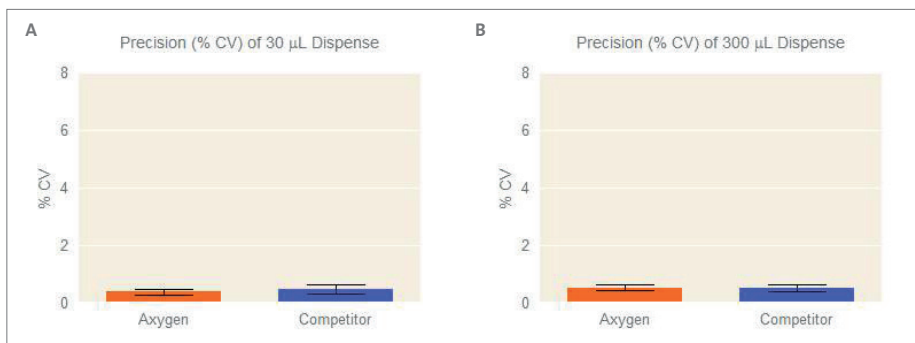 A
Precision (% CV) of 30 µL Dispense
8
6
4
2
0
% CV
Axygen
Competitor
B
Precision (% CV) of 300 µL Dispense
8
6
4
2
0
% CV
Axygen
Competitor